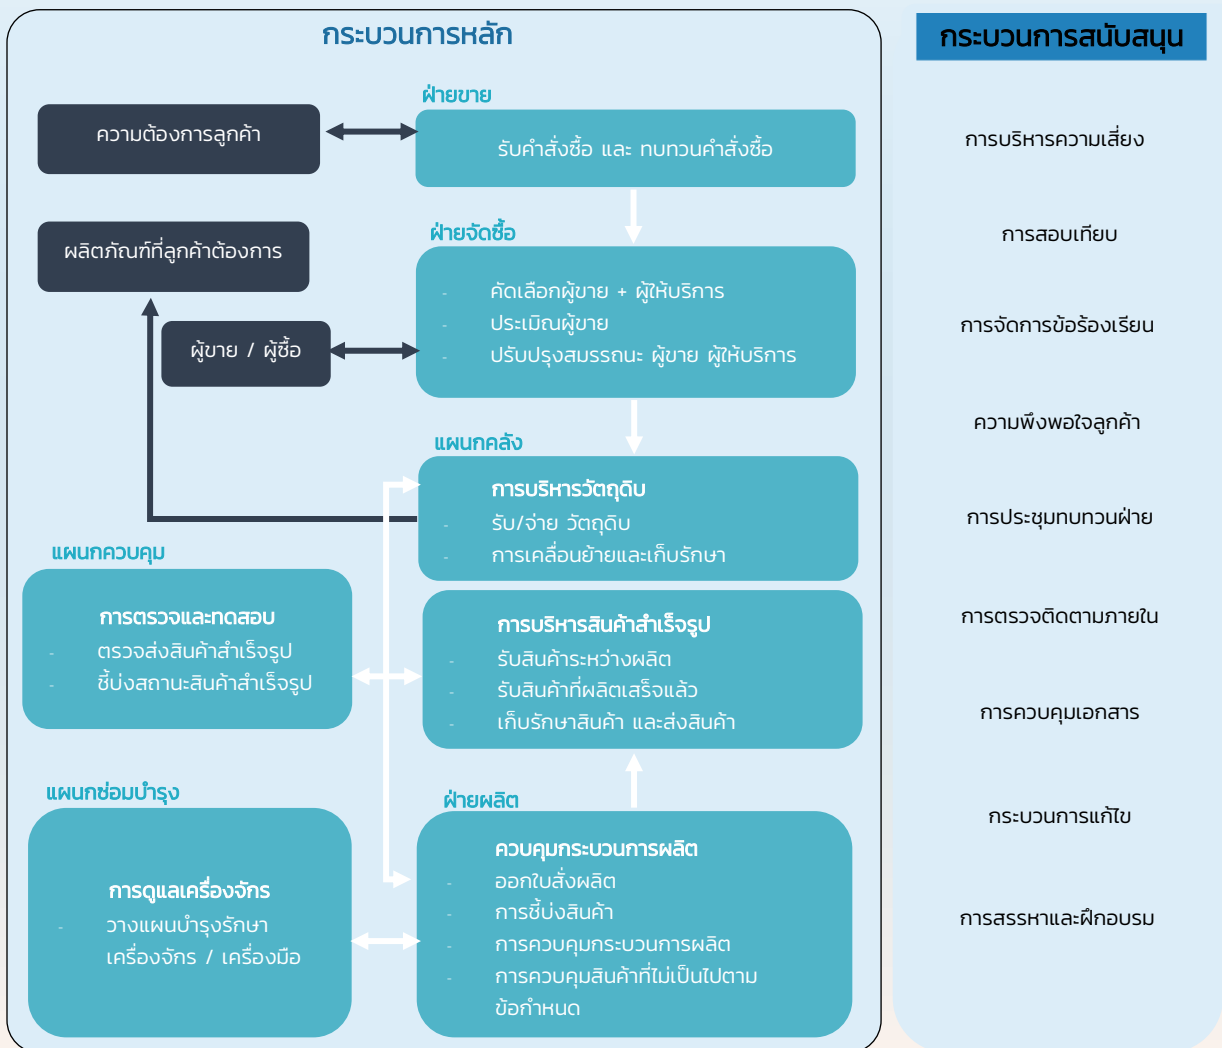 กระบวนการหลัก
ฝ่ายขาย
ความต้องการลูกค้า
รับคำสั่งซื้อ และ ทบทวนคำสั่งซื้อ
ฝ่ายจัดซื้อ
ผลิตภัณฑ์ที่ลูกค้าต้องการ
- คัดเลือกผู้ขาย + ผู้ให้บริการ
- ประเมิณผู้ขาย
- ปรับปรุงสมรรถนะ ผู้ขาย ผู้ให้บริการ
ผู้ขาย / ผู้ซื้อ
แผนกคลัง
การบริหารวัตถุดิบ
- รับ/จ่าย วัตถุดิบ
- การเคลื่อนย้ายและเก็บรักษา
แผนกควบคุม
การตรวจและทดสอบ
- ตรวจส่งสินค้าสำเร็จรูป
- ชี้บ่งสถานะสินค้าสำเร็จรูป
การบริหารสินค้าสำเร็จรูป
- รับสินค้าระหว่างผลิต
- รับสินค้าที่ผลิตเสร็จแล้ว
- เก็บรักษาสินค้า และส่งสินค้า
แผนกซ่อมบำรุง
การดูแลเครื่องจักร
- วางแผนบำรุงรักษา
เครื่องจักร / เครื่องมือ
ฝ่ายผลิต
ควบคุมกระบวนการผลิต
- ออกใบสั่งผลิต
- การชี้บ่งสินค้า
- การควบคุมกระบวนการผลิต
- การควบคุมสินค้าที่ไม่เป็นไปตาม
ข้อกำหนด
กระบวนการสนับสนุน
การบริหารความเสี่ยง
การสอบเทียบ
การจัดการข้อร้องเรียน
ความพึงพอใจลูกค้า
การประชุมทบทวนฝ่าย
การตรวจติดตามภายใน
การควบคุมเอกสาร
กระบวนการแก้ไข
การสรรหาและฝึกอบรม